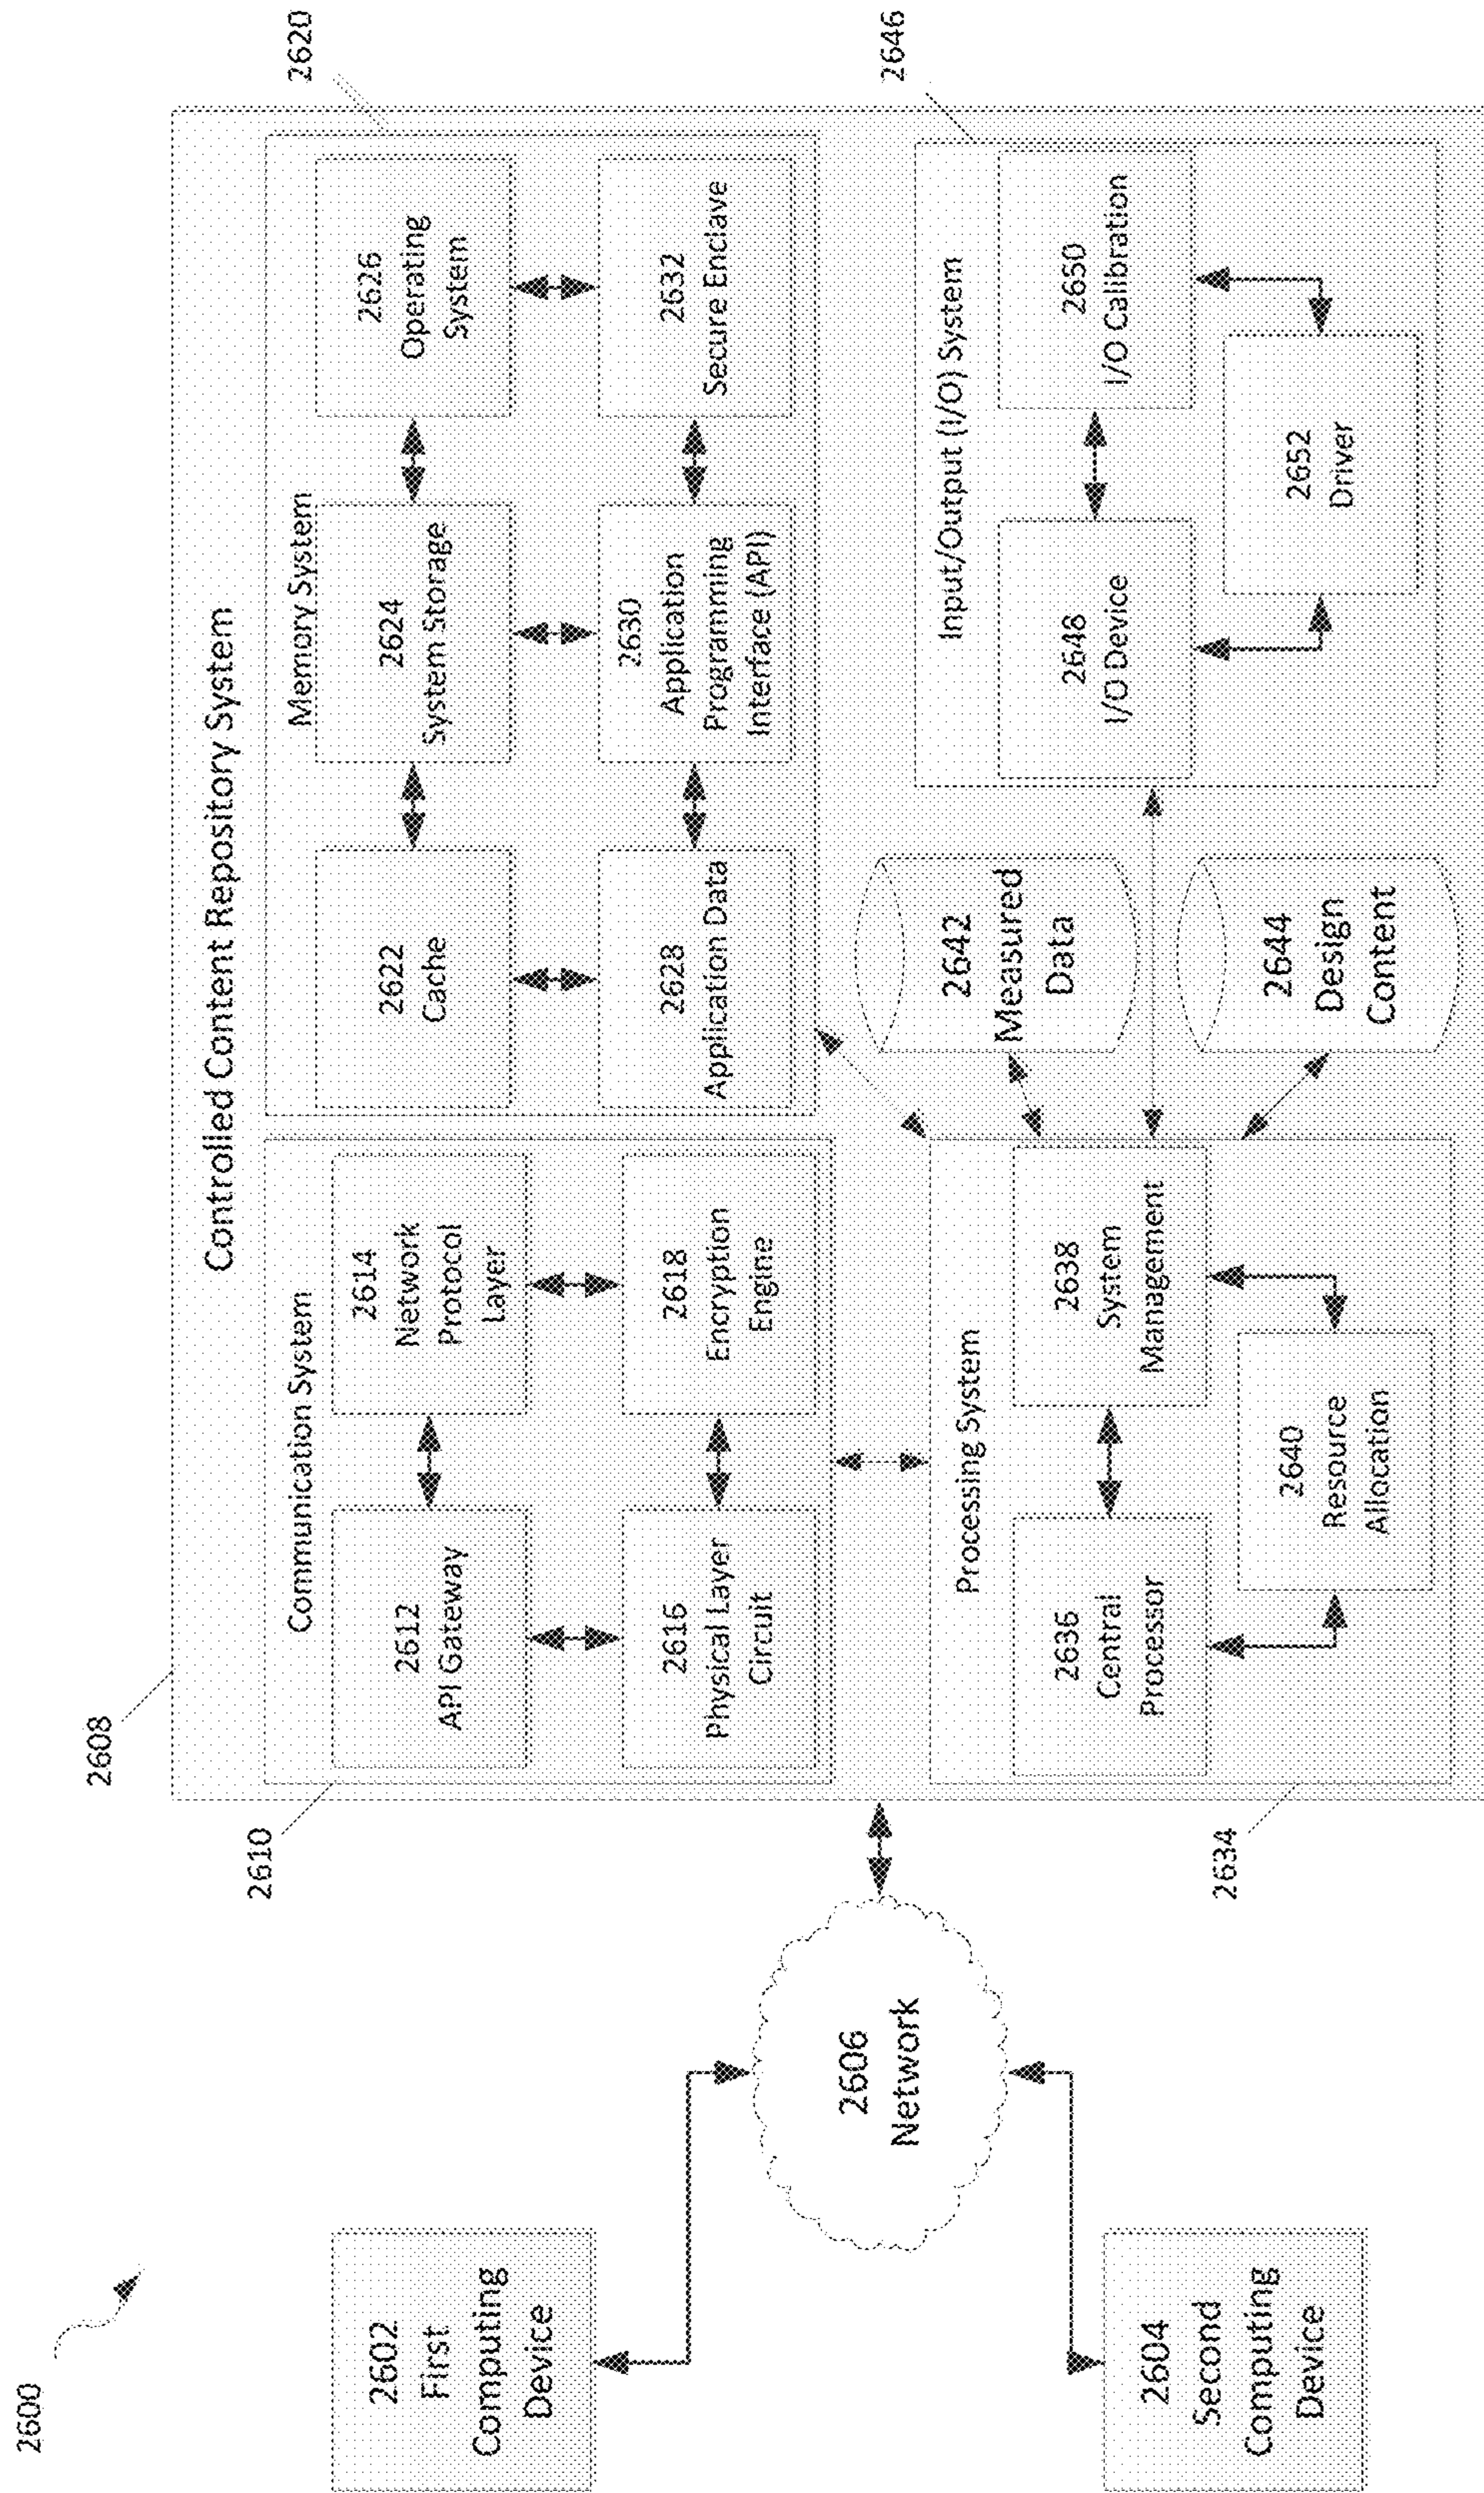 2600
2602
First
Computing
Device
2604
Second
Computing
Device
2606
Network
2608
Controlled Content Repository System
2610
Communication System
2612
API Gateway
2614
Network
Protocol
Layer
2616
Physical Layer
Circuit
2618
Encryption
Engine
2620
Memory System
2622
Cache
2624
System Storage
2626
Operating
System
2628
Application Data
2630
Application
Programming
Interface (API)
2632
Secure Enclave
2634
Processing System
2636
Central
Processor
2638
System
Management
2640
Resource
Allocation
2642
Measured
Data
2644
Design
Content
2646
Input/Output (I/O) System
2648
I/O Device
2650
I/O Calibration
2652
Driver